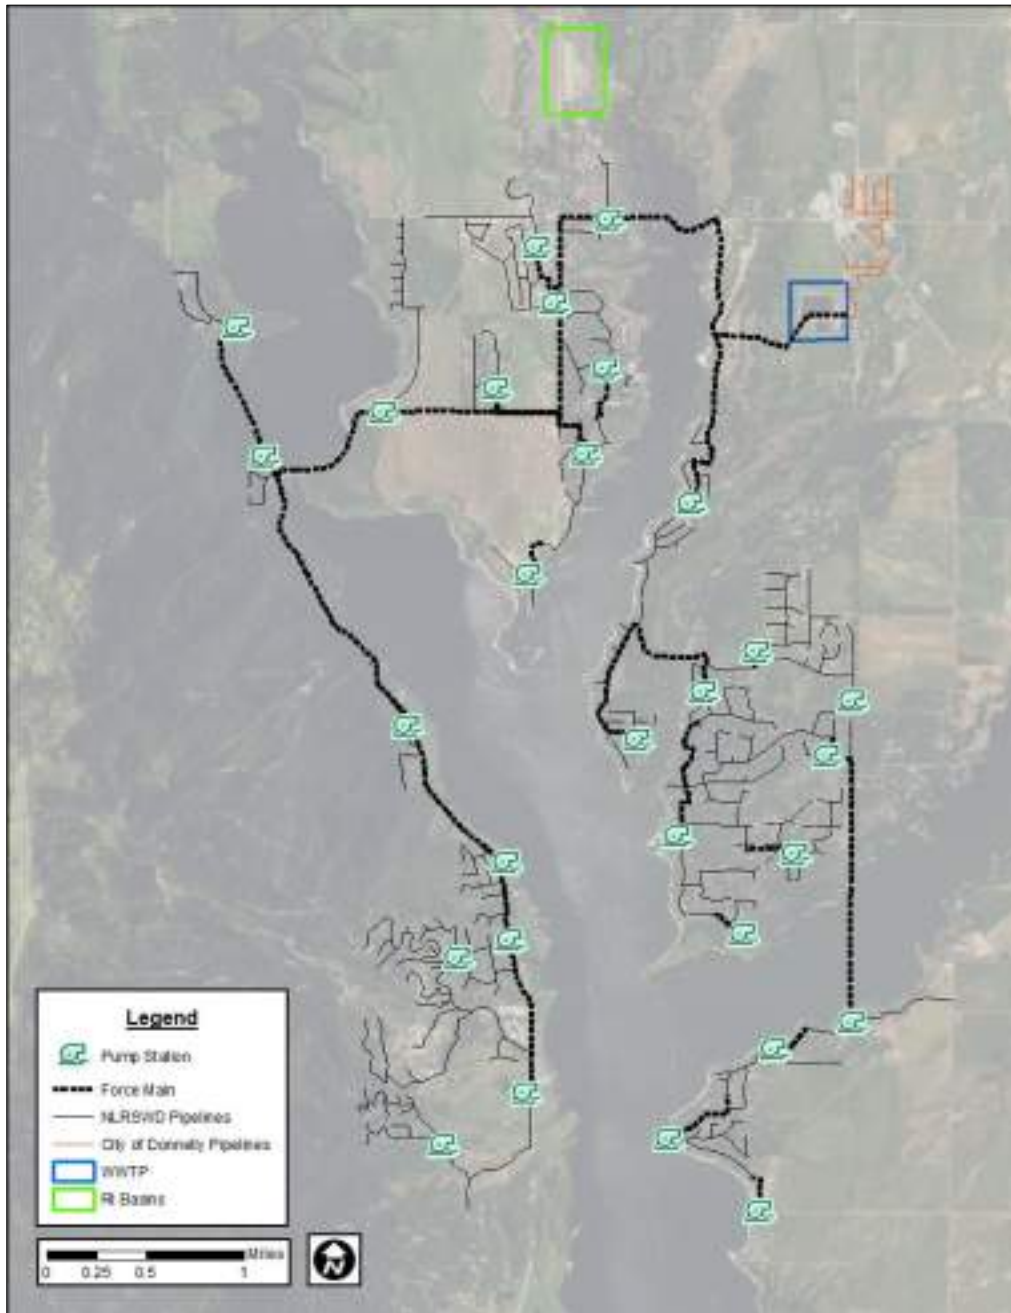 Legend
Pump Station
Force Main
NLRSWD Pipelines
City of Donnelly Pipelines
WWTP
RI Basins
Miles
0 0.25 0.5 1
N